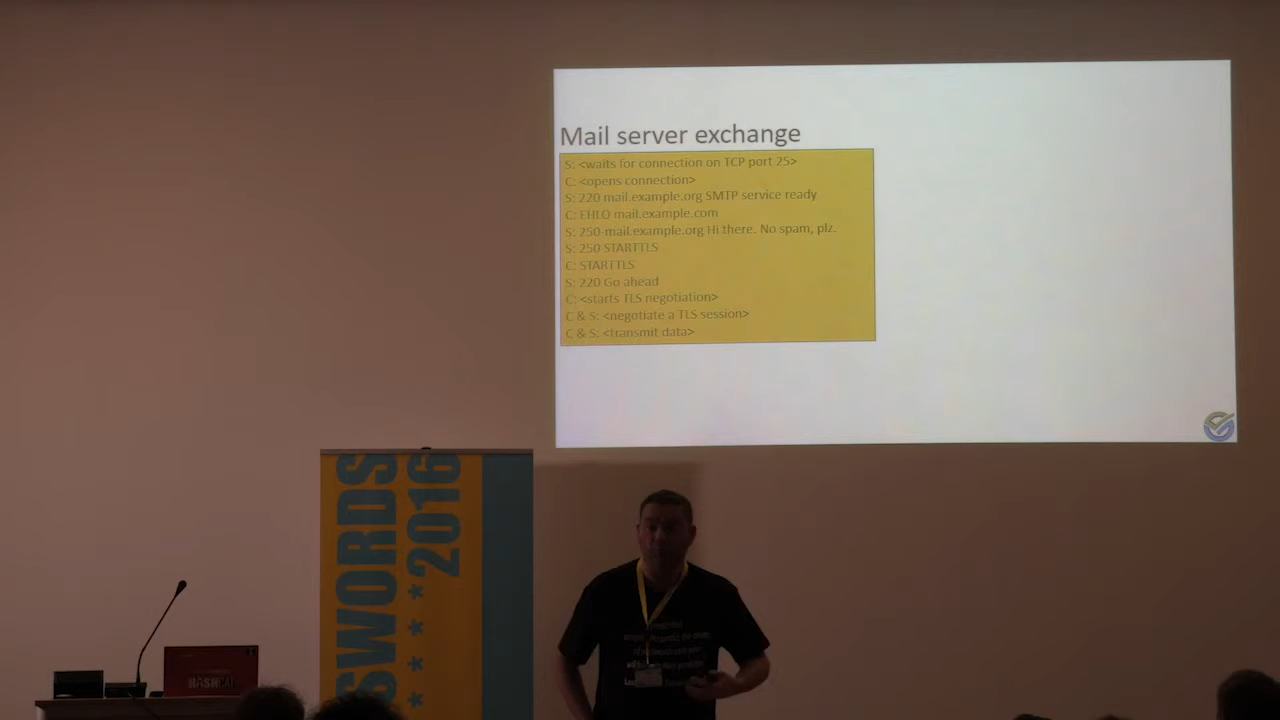 Mail server exchange
S: <waits for connection on TCP port 25>
C: <opens connection>
S: 220 mail.example.org SMTP service ready
C: EHLO mail.example.com
S: 250-mail.example.org Hi there. No spam, plz.
S: 250 STARTTLS
C: STARTTLS
S: 220 Go ahead
C: <starts TLS negotiation>
C & S: <negotiate a TLS session>
C & S: <transmit data>
SWORDS
****2016